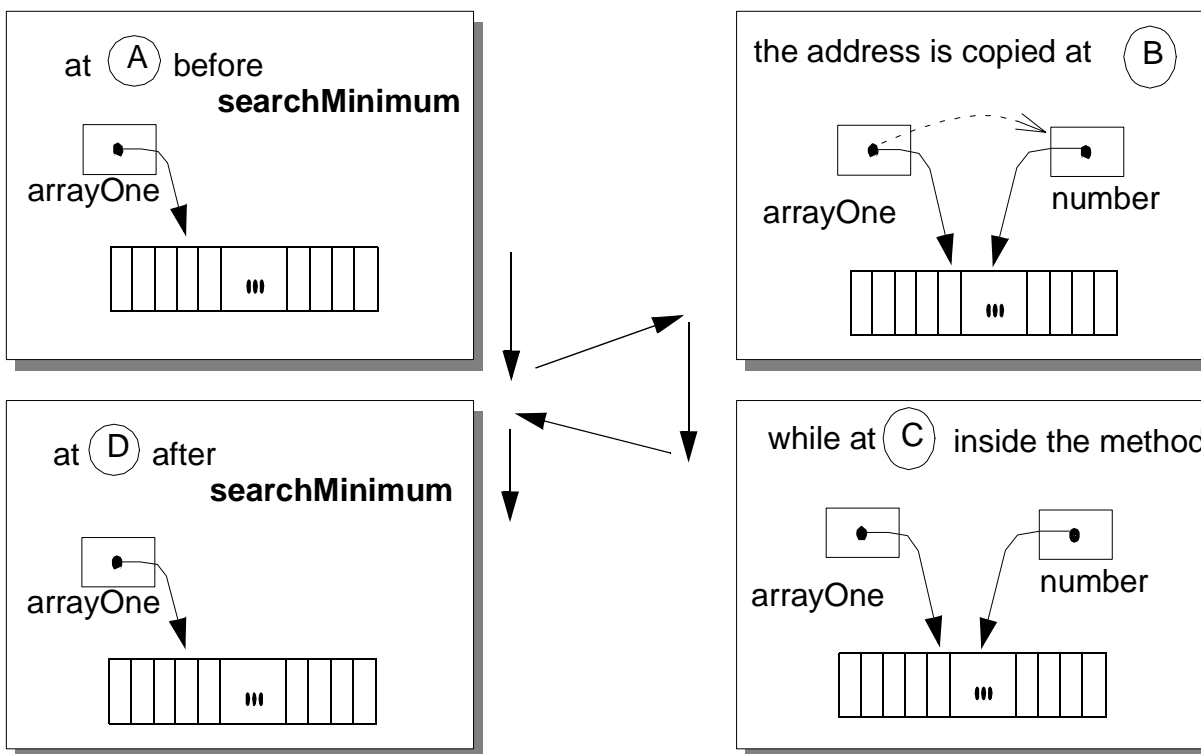 at A before
searchMinimum
arrayOne
the address is copied at B
arrayOne
number
at D after
searchMinimum
arrayOne
while at C inside the method
arrayOne
number